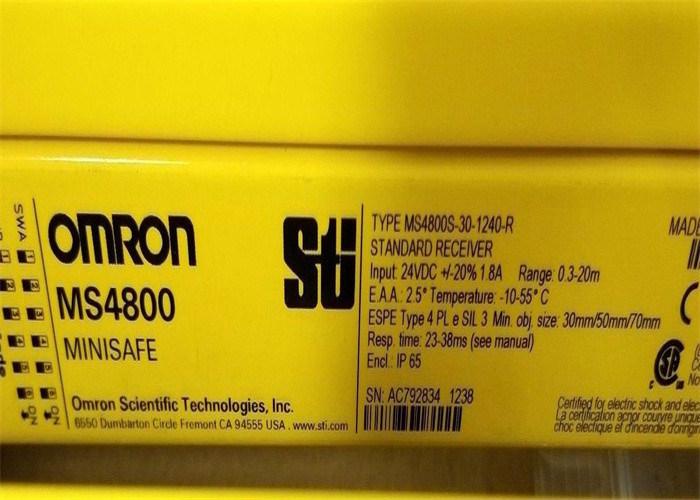 SWA
OMRON
MS4800
MINISAFE
Omron Scientific Technologies, Inc.
6550 Dumbarton Circle Fremont CA 94555 USA . www.sti.com
Sti
TYPE MS4800S-30-1240-R
STANDARD RECEIVER
Input: 24VDC +/-20% 1.8A Range: 0.3-20m
E.A.A.: 2.5° Temperature: -10-55° C
ESPE Type 4 PL e SIL 3 Min. obj. size: 30mm/50mm/70mm
Resp. time: 23-38ms (see manual)
Encl.: IP 65
SN: AC792834 1238
MADE
Certified for electric shock and
La certification acnor couvre
choc electrique et d'incendie
ON
ON